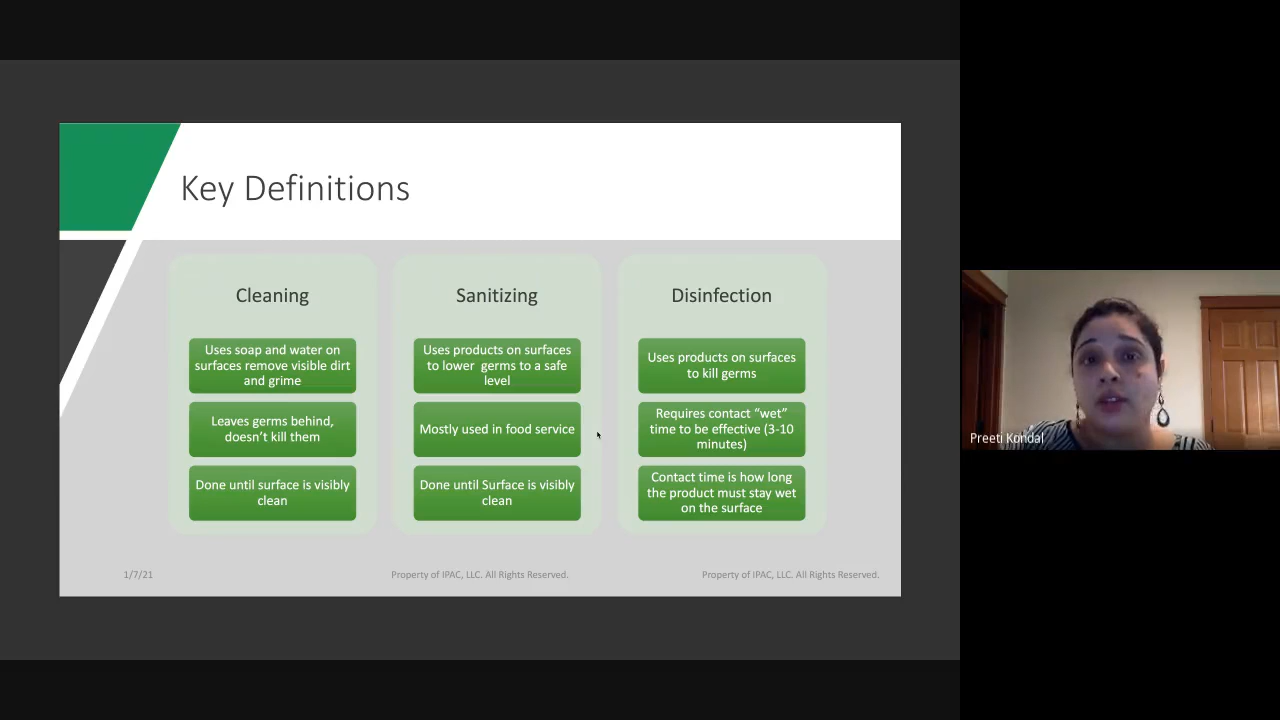 Key Definitions
Cleaning
Uses soap and water on
surfaces remove visible dirt
and grime
Leaves germs behind,
doesn't kill them
Done until surface is visibly
clean
Sanitizing
Uses products on surfaces
to lower germs to a safe
level
Mostly used in food service
Done until Surface is visibly
clean
Disinfection
Uses products on surfaces
to kill germs
Requires contact “wet”
time to be effective (3-10
minutes)
Contact time is how long
the product must stay wet
on the surface
1/7/21
Property of IPAC, LLC. All Rights Reserved.
Property of IPAC, LLC. All Rights Reserved.
Preeti Kondal